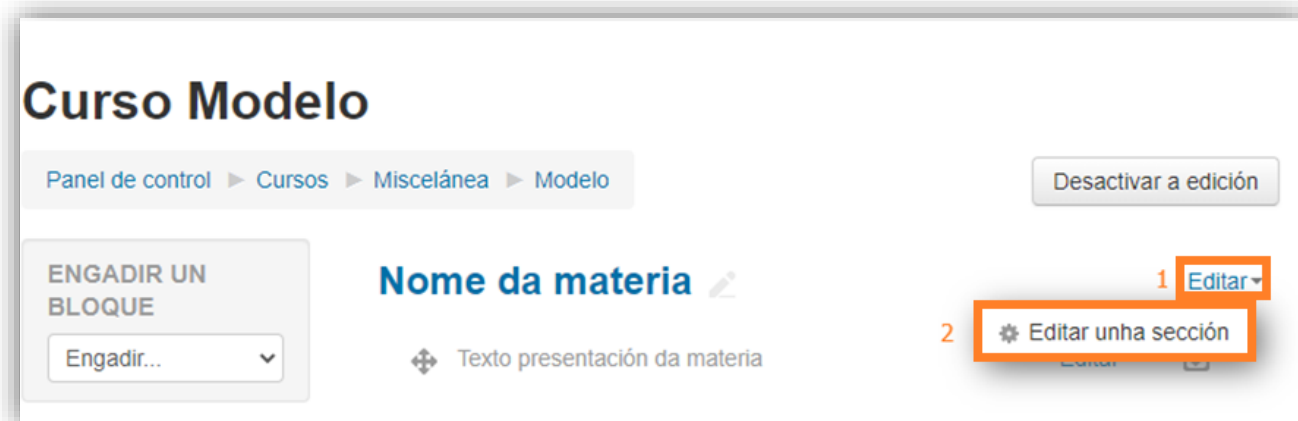 Curso Modelo
Panel de control ► Cursos ► Miscelánea ► Modelo
Desactivar a edición
ENGADIR UN
BLOQUE
Engadir...
Nome da materia
1 Editar
2 Editar unha sección
Texto presentación da materia
Editar